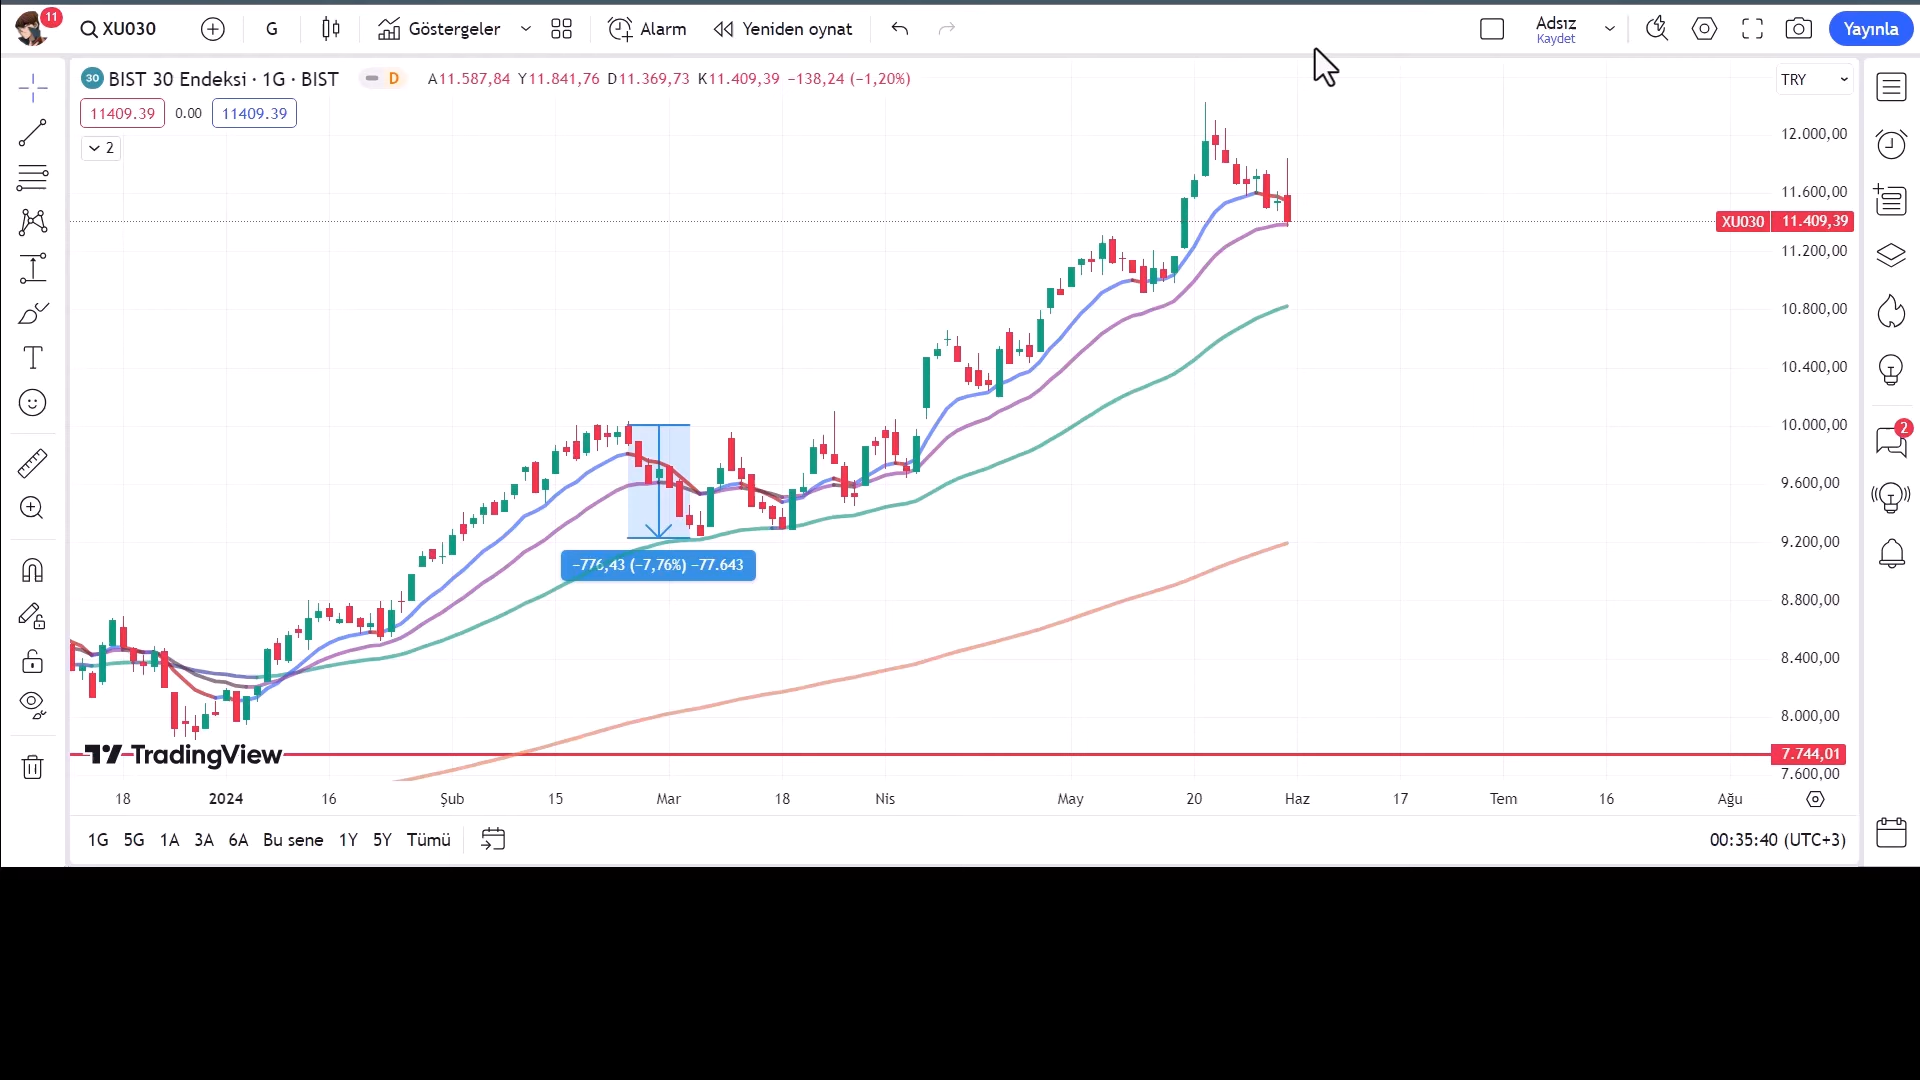 11
XU030
G
Göstergeler
Alarm
Yeniden oynat
Adsız
Kaydet
Yayınla
30 BIST 30 Endeksi · 1G · BIST
D
A11.587,84 Y11.841,76 D11.369,73 K11.409,39 −138,24 (−1,20%)
TRY
11409.39 0.00 11409.39
2
12.000,00
11.600,00
XU030 11.409,39
11.200,00
10.800,00
10.400,00
10.000,00
9.600,00
9.200,00
8.800,00
8.400,00
8.000,00
7.744,01
7.600,00
−776,43 (−7,76%) −77.643
TradingView
2
18 2024 16 Şub 15 Mar 18 Nis May 20 Haz 17 Tem 16 Ağu
1G 5G 1A 3A 6A Bu sene 1Y 5Y Tümü
00:35:40 (UTC+3)